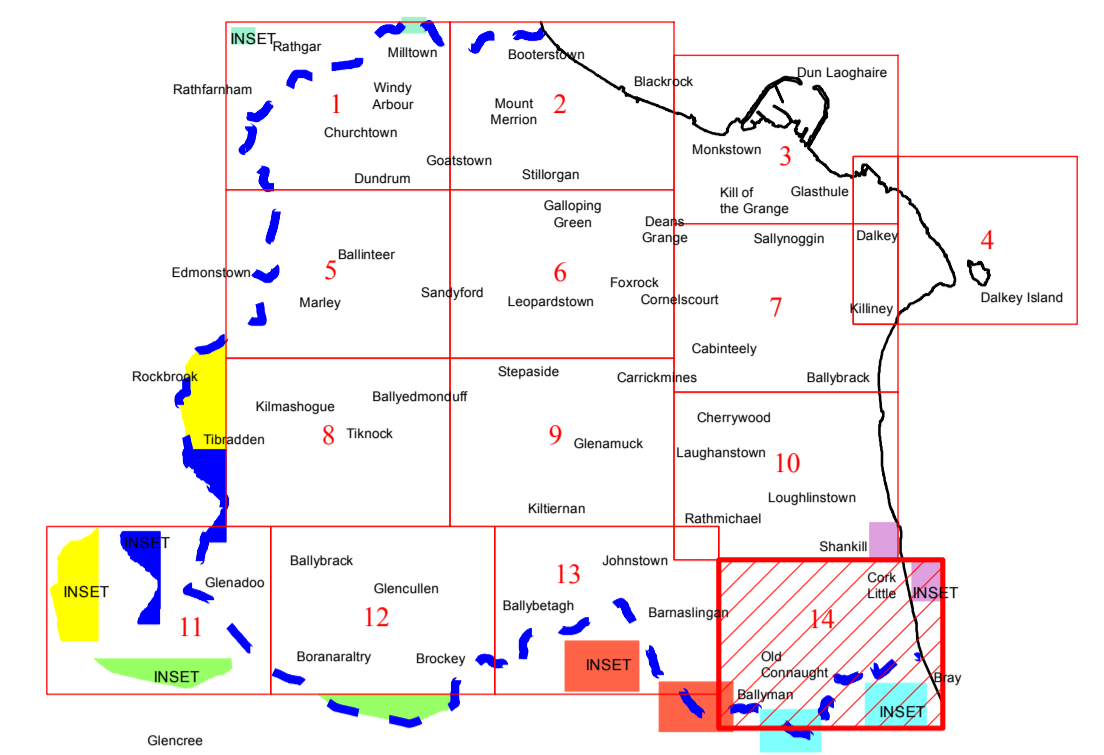 INSET
Rathgar
Milltown
Rathfarnham
Windy
Arbour
1
Churchtown
Goatstown
Dundrum
Booterstown
Mount
Merrion
2
Stillorgan
Blackrock
Dun Laoghaire
Monkstown
3
Kill of
the Grange
Glasthule
Dalkey
4
Dalkey Island
Killiney
Edmonstown
5
Ballinteer
Marley
Sandyford
Galloping
Green
Deans
Grange
6
Foxrock
Leopardstown
Cornelscourt
Sallynoggin
7
Cabinteely
Ballybrack
Rockbrook
Tibradden
Kilmashogue
Ballyedmonduff
8
Tiknock
Stepaside
Carrickmines
9
Glenamuck
Kiltiernan
Cherrywood
Laughanstown
10
Loughlinstown
Rathmichael
Shankill
INSET
INSET
Glenadoo
11
INSET
Glencree
Ballybrack
Glencullen
12
Boranaraltry
Brockey
Johnstown
13
Ballybetagh
Barnaslingan
INSET
Cork
Little
INSET
14
Old
Connaught
Bray
Ballyman
INSET